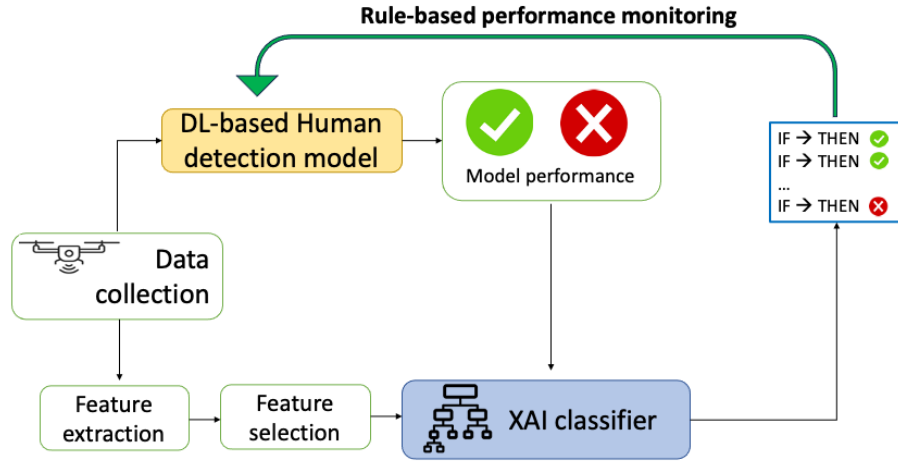 Rule-based performance monitoring
DL-based Human
detection model
Model performance
IF → THEN
IF → THEN
...
IF → THEN
Data
collection
Feature
extraction
Feature
selection
XAI classifier